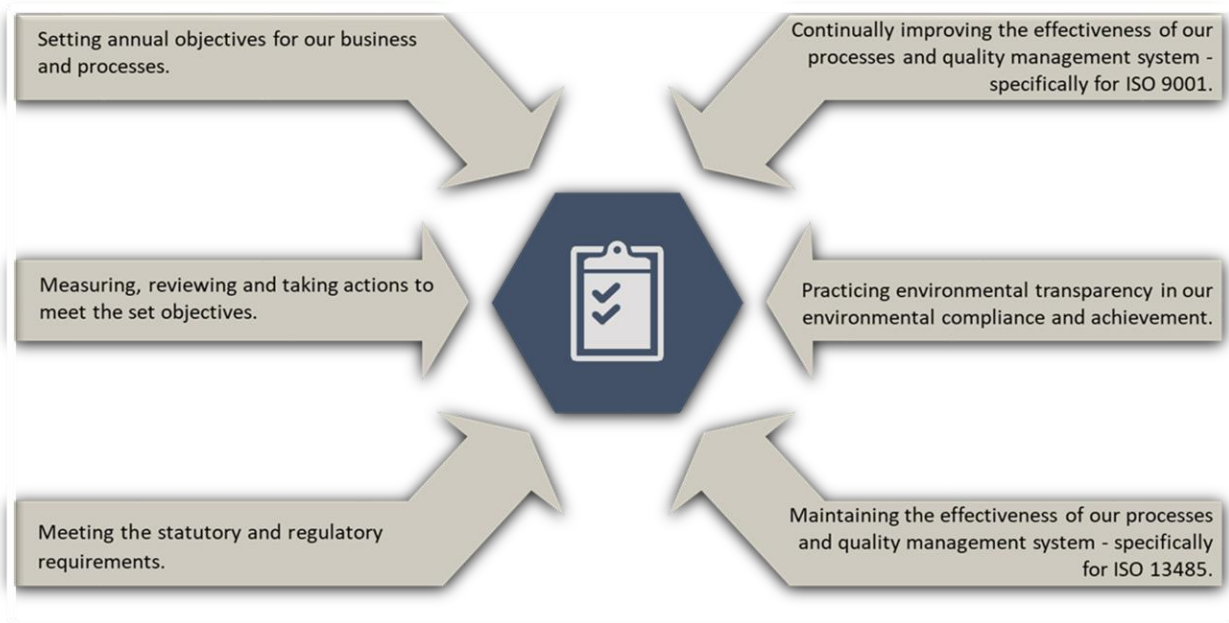 Setting annual objectives for our business
and processes.
Continually improving the effectiveness of our
processes and quality management system -
specifically for ISO 9001.
Measuring, reviewing and taking actions to
meet the set objectives.
Practicing environmental transparency in our
environmental compliance and achievement.
Meeting the statutory and regulatory
requirements.
Maintaining the effectiveness of our processes
and quality management system - specifically
for ISO 13485.